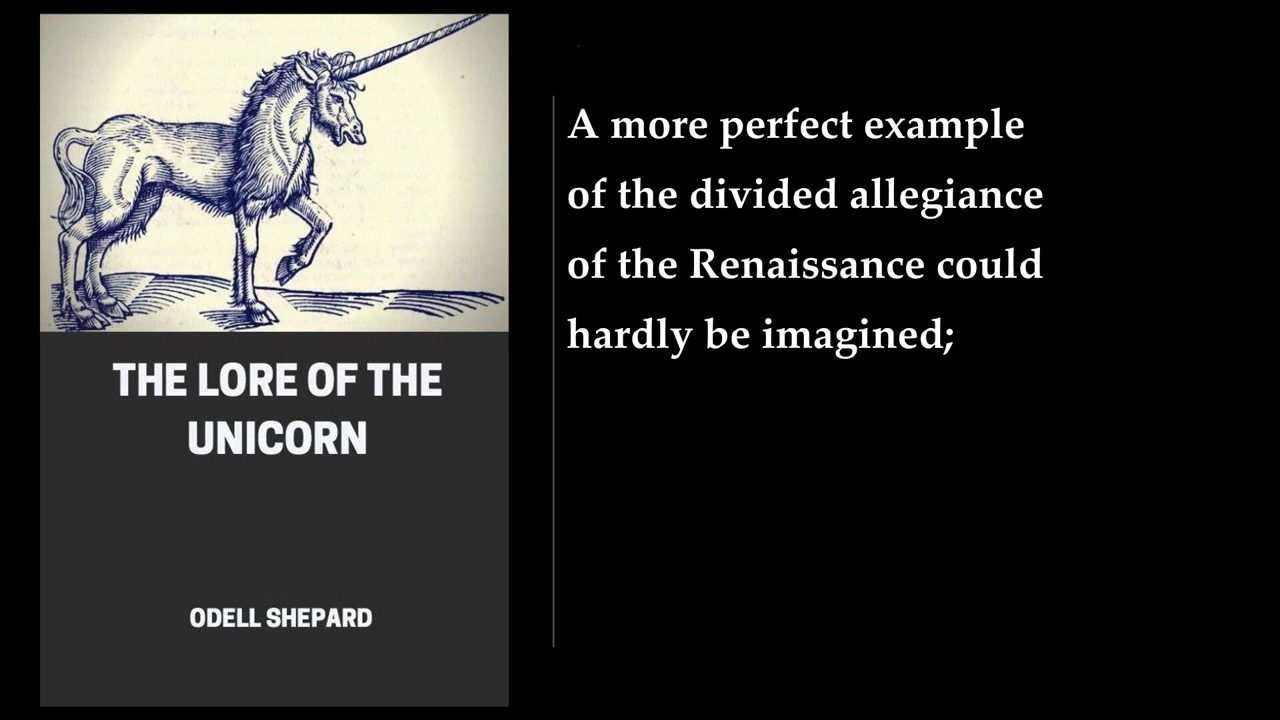 THE LORE OF THE
UNICORN
ODELL SHEPARD
A more perfect example
of the divided allegiance
of the Renaissance could
hardly be imagined;